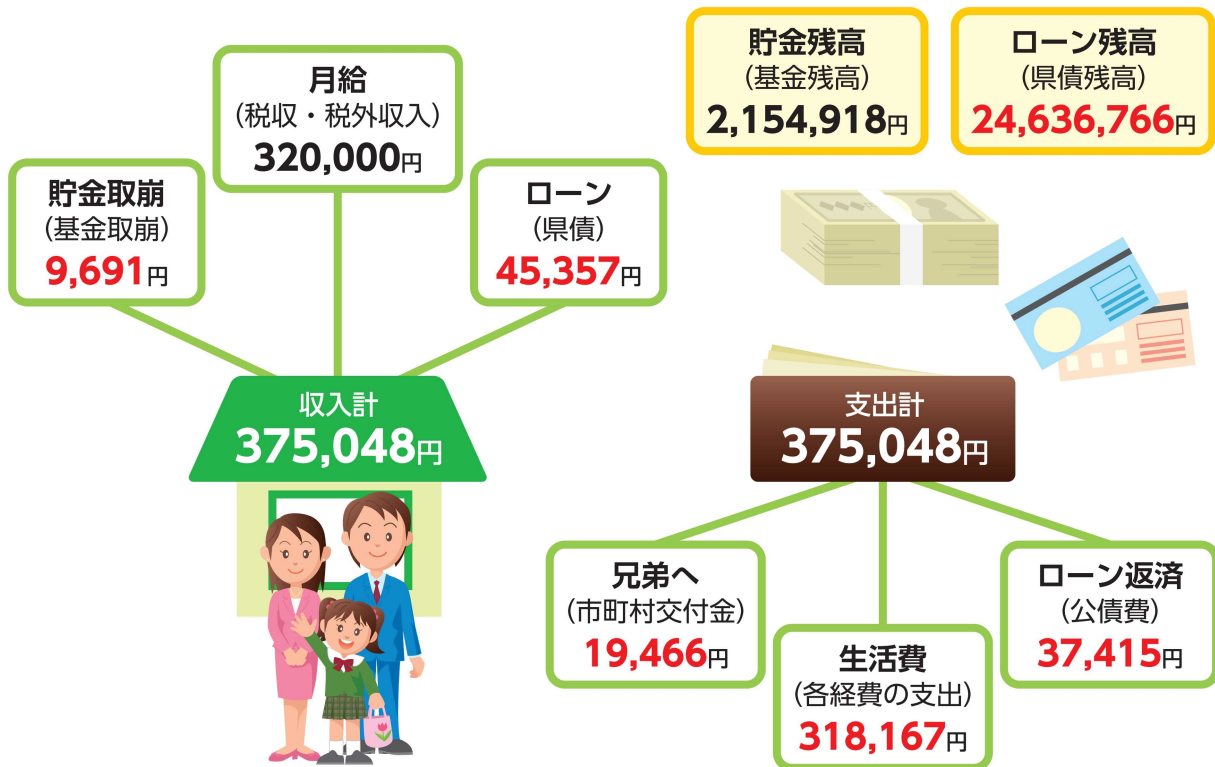 貯金残高
(基金残高)
2,154,918円
ローン残高
(県債残高)
24,636,766円
月給
(税収・税外収入)
320,000円
貯金取崩
(基金取崩)
9,691円
ローン
(県債)
45,357円
収入計
375,048円
支出計
375,048円
兄弟へ
(市町村交付金)
19,466円
生活費
(各経費の支出)
318,167円
ローン返済
(公債費)
37,415円